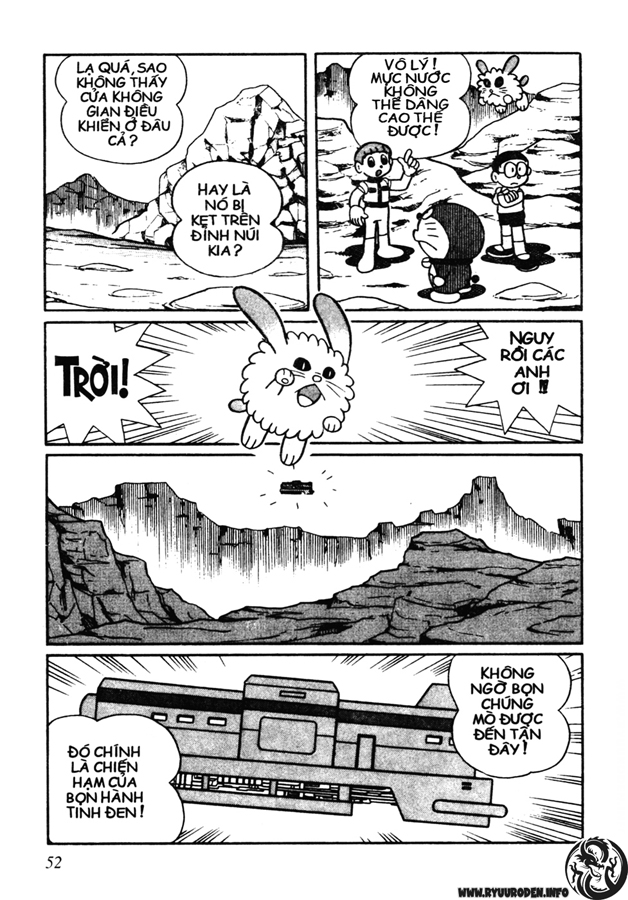 LẠ QUÁ, SAO
KHÔNG THẤY
CỬA KHÔNG
GIAN ĐIỀU
KHIỂN Ở ĐÂU
CẢ?
HAY LÀ
NÓ BỊ
KẸT TRÊN
ĐỈNH NÚI
KIA?
VÔ LÝ!
MỰC NƯỚC
KHÔNG
THỂ DÂNG
CAO THẾ
ĐƯỢC!
TRỜI!
NGUY
RỒI CÁC
ANH
ƠI!!
KHÔNG
NGỜ BỌN
CHÚNG
MÒ ĐƯỢC
ĐẾN TẬN
ĐÂY!
ĐÓ CHÍNH
LÀ CHIẾN
HẠM CỦA
BỌN HÀNH
TINH ĐEN!
52
WWW.RYUURODEN.INFO